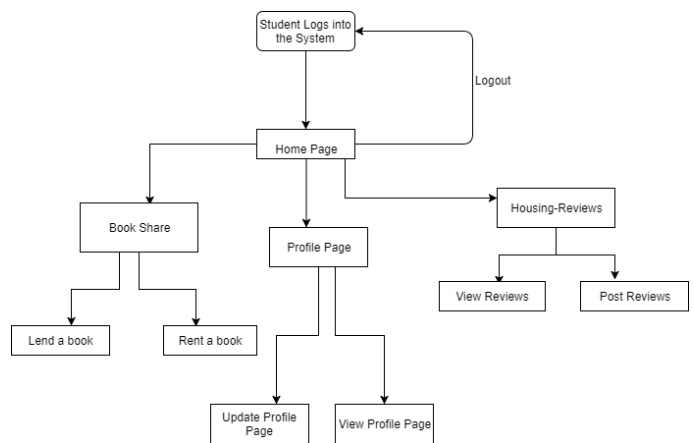 Student Logs into
the System
Logout
Home Page
Book Share
Housing-Reviews
Profile Page
View Reviews
Post Reviews
Lend a book
Rent a book
Update Profile
Page
View Profile Page